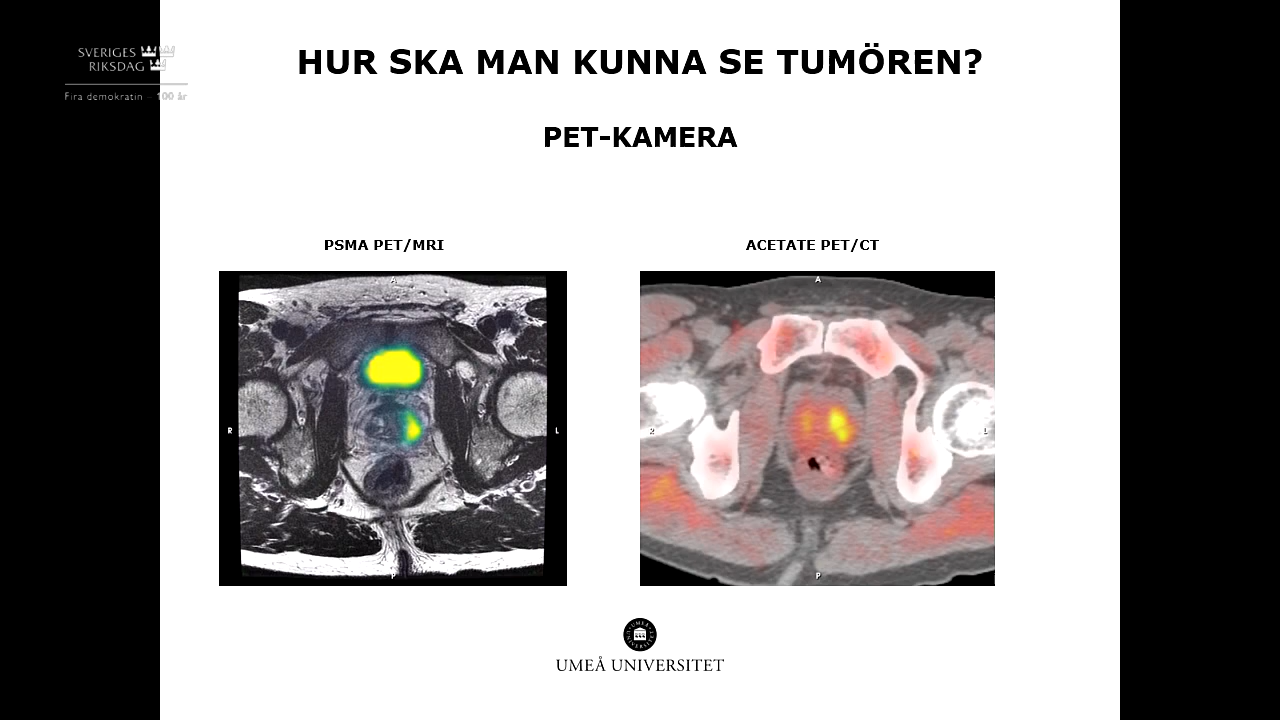 SVERIGES
RIKSDAG
Fira demokratin – 100 år
HUR SKA MAN KUNNA SE TUMÖREN?
PET-KAMERA
PSMA PET/MRI
ACETATE PET/CT
A
R
L
P
A
R
L
P
UMEÅ UNIVERSITET